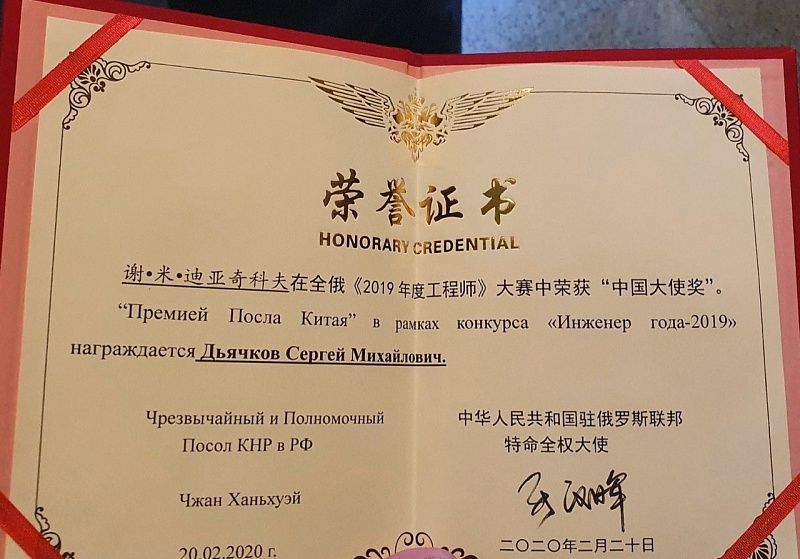 荣誉证书
HONORARY CREDENTIAL
谢•米•迪亚奇科夫在全俄《2019年度工程师》大赛中荣获“中国大使奖”。
“Премией Посла Китая” в рамках конкурса «Инженер года-2019»
награждается Дьячков Сергей Михайлович.
Чрезвычайный и Полномочный
Посол КНР в РФ
Чжан Ханьхуэй
20.02.2020 г.
中华人民共和国驻俄罗斯联邦
特命全权大使
二〇二〇年二月二十日